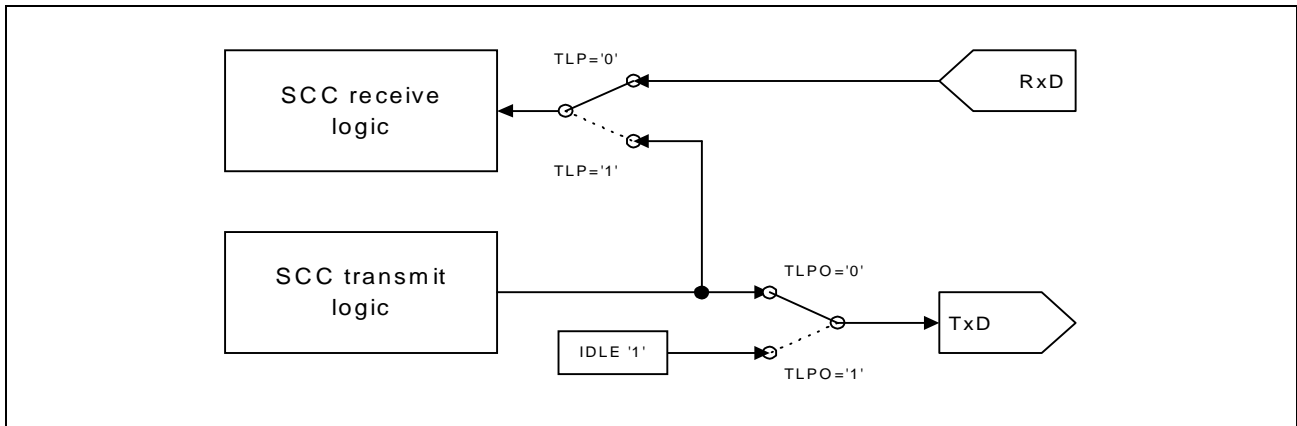 TLP='0'
SCC receive
logic
RxD
TLP='1'
SCC transmit
logic
TLPO='0'
TxD
IDLE '1'
TLPO='1'